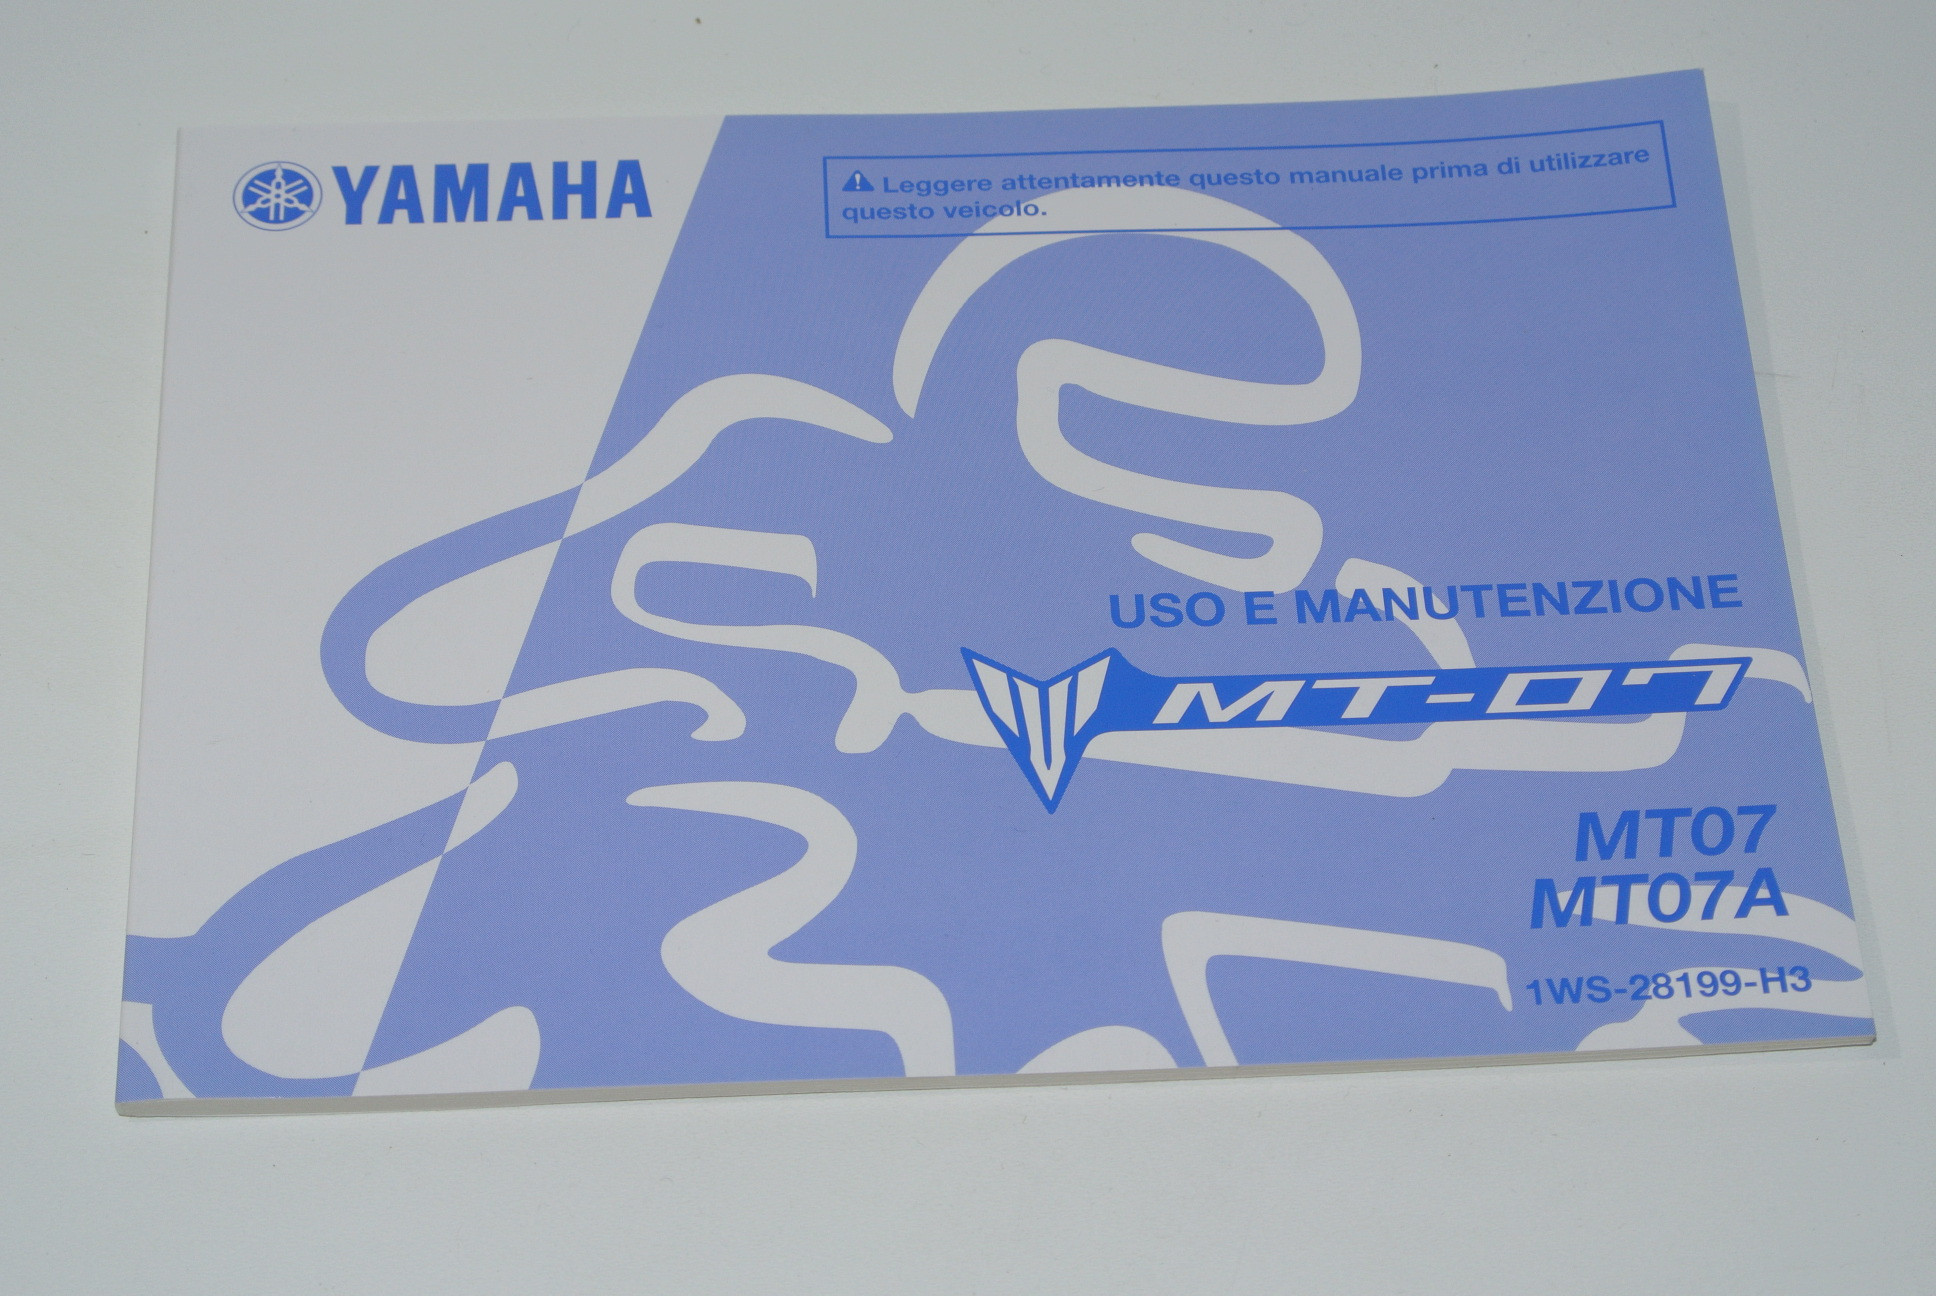 YAMAHA
⚠ Leggere attentamente questo manuale prima di utilizzare
questo veicolo.
USO E MANUTENZIONE
MT-07
MT07
MT07A
1WS-28199-H3